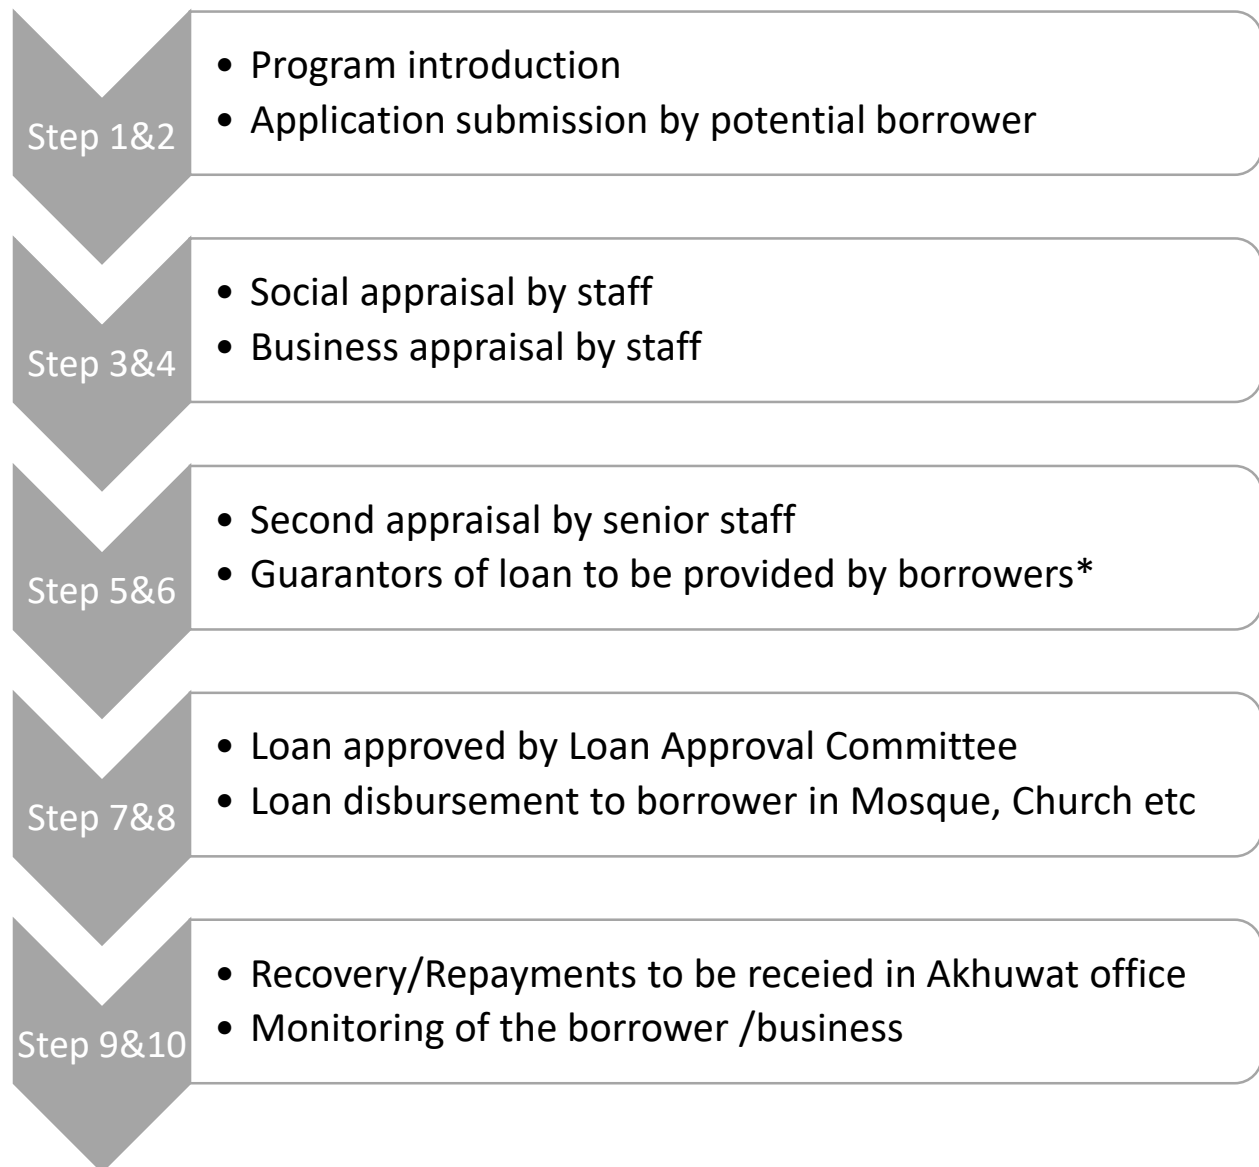 Step 1&2
• Program introduction
• Application submission by potential borrower
Step 3&4
• Social appraisal by staff
• Business appraisal by staff
Step 5&6
• Second appraisal by senior staff
• Guarantors of loan to be provided by borrowers*
Step 7&8
• Loan approved by Loan Approval Committee
• Loan disbursement to borrower in Mosque, Church etc
Step 9&10
• Recovery/Repayments to be receied in Akhuwat office
• Monitoring of the borrower /business